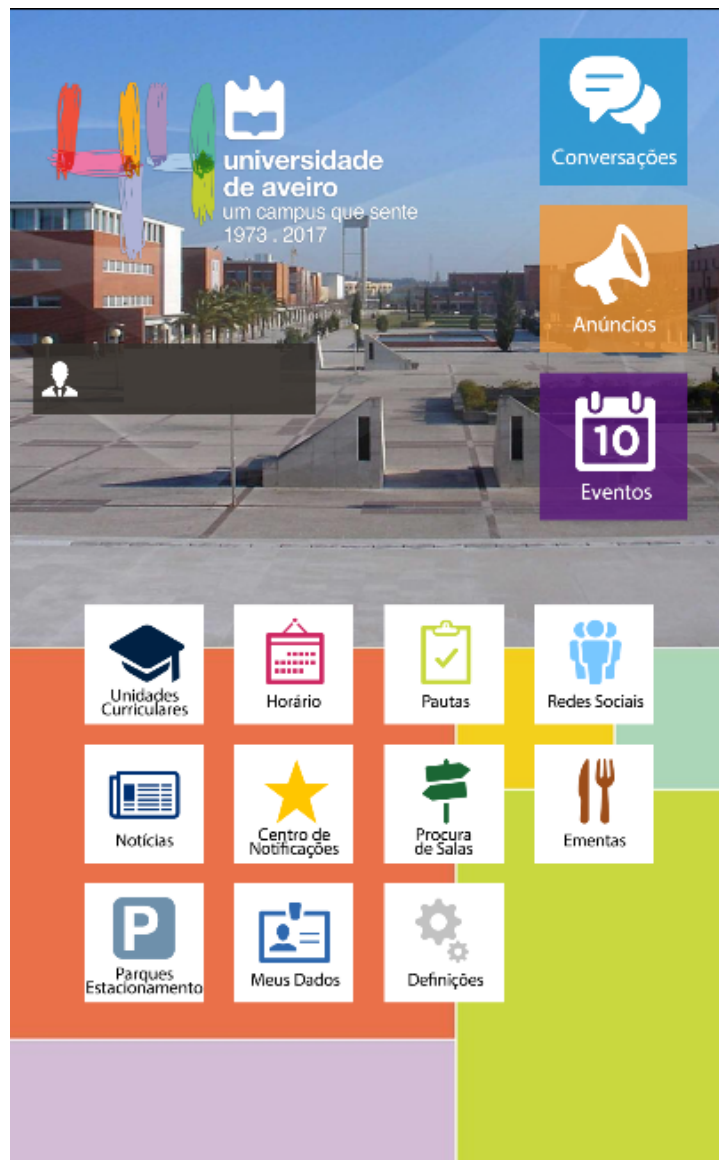 44
universidade
de aveiro
um campus que sente
1973 . 2017
Conversações
Anúncios
10
Eventos
Unidades
Curriculares
Horário
Pautas
Redes Sociais
Notícias
Centro de
Notificações
Procura
de Salas
Ementas
P
Parques
Estacionamento
Meus Dados
Definições